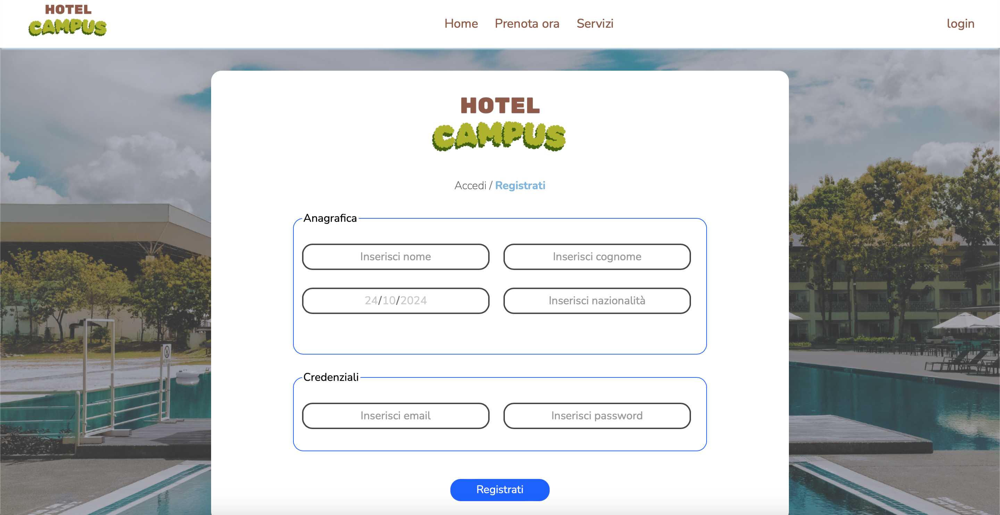 HOTEL
CAMPUS
Home Prenota ora Servizi login
HOTEL
CAMPUS
Accedi / Registrati
Anagrafica
Inserisci nome Inserisci cognome
24/10/2024 Inserisci nazionalità
Credenziali
Inserisci email Inserisci password
Registrati